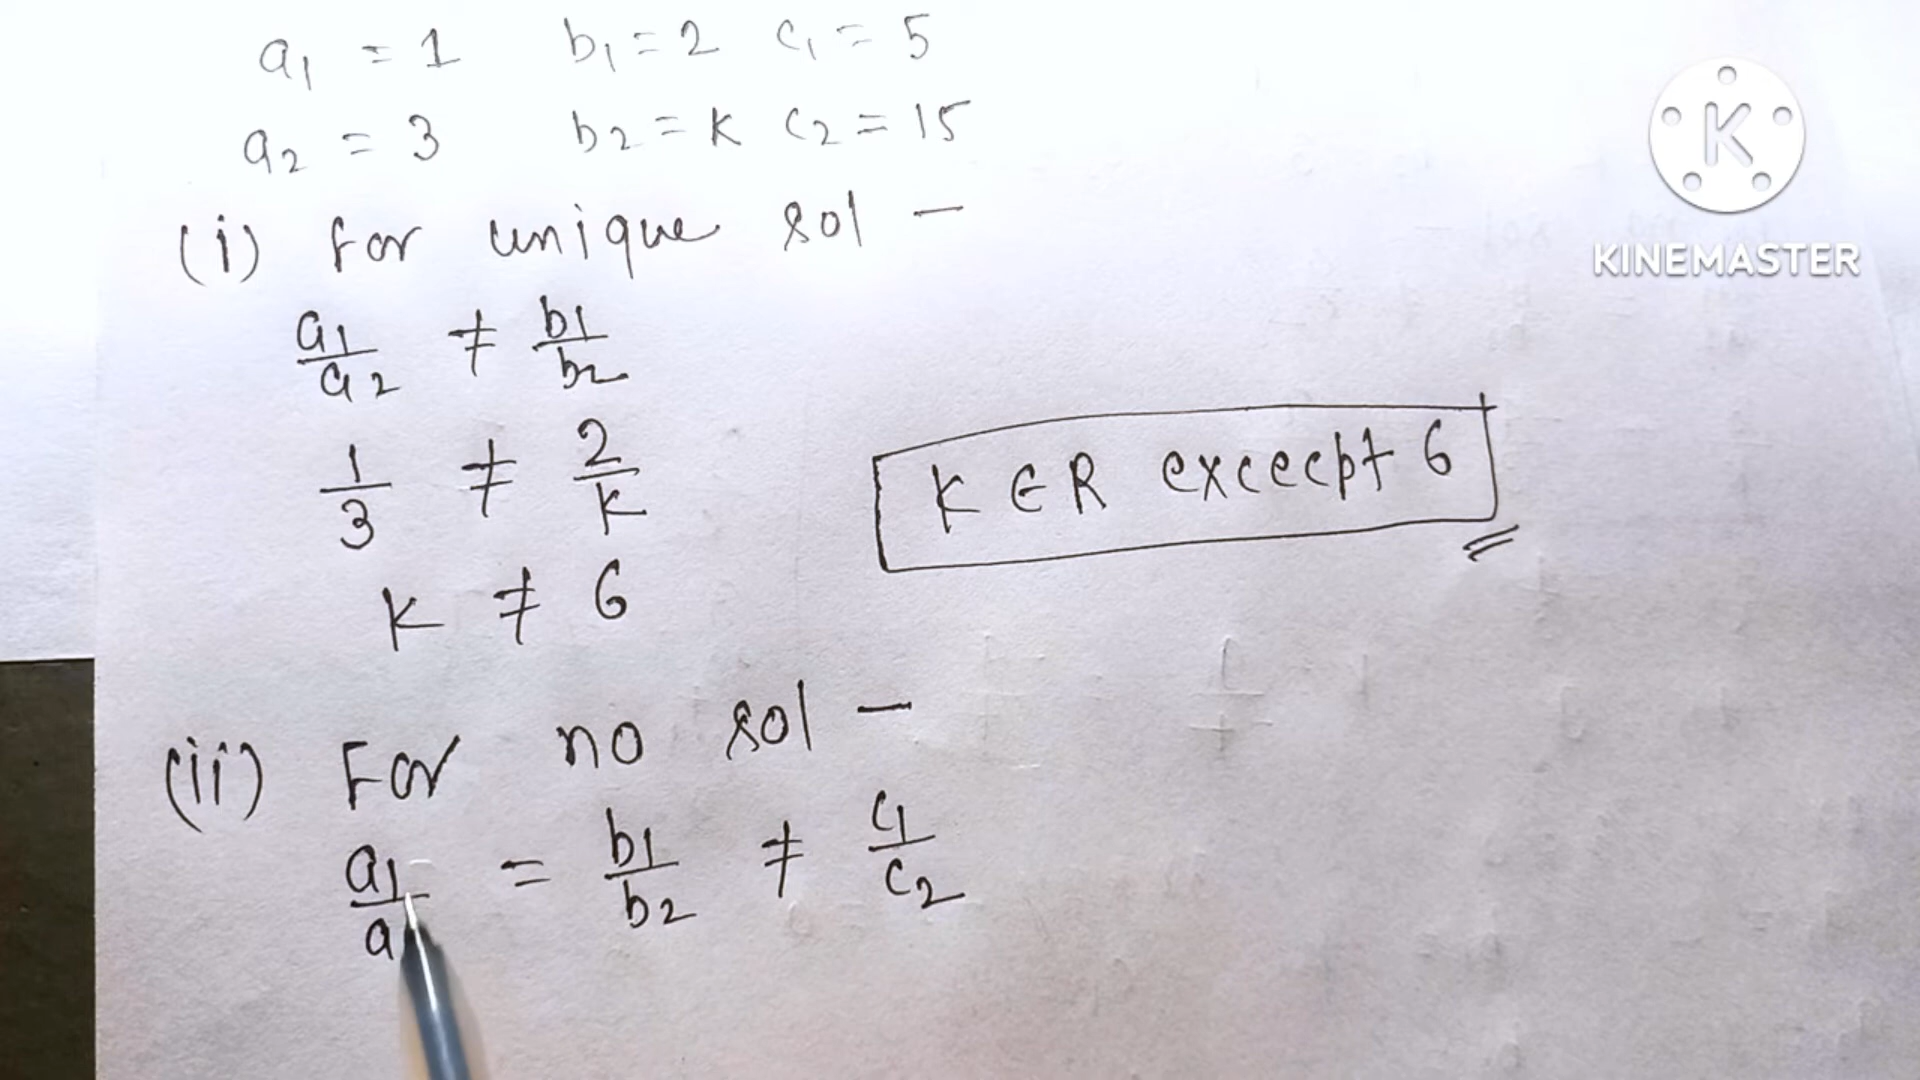 a1 = 1 b1 = 2 c1 = 5
a2 = 3 b2 = K c2 = 15
(i) For unique sol —
a1/a2 ≠ b1/b2
1/3 ≠ 2/K
K ≠ 6
K ∈ R excecpt 6
(ii) For no sol —
a1/a = b1/b2 ≠ c1/c2
K
KINEMASTER